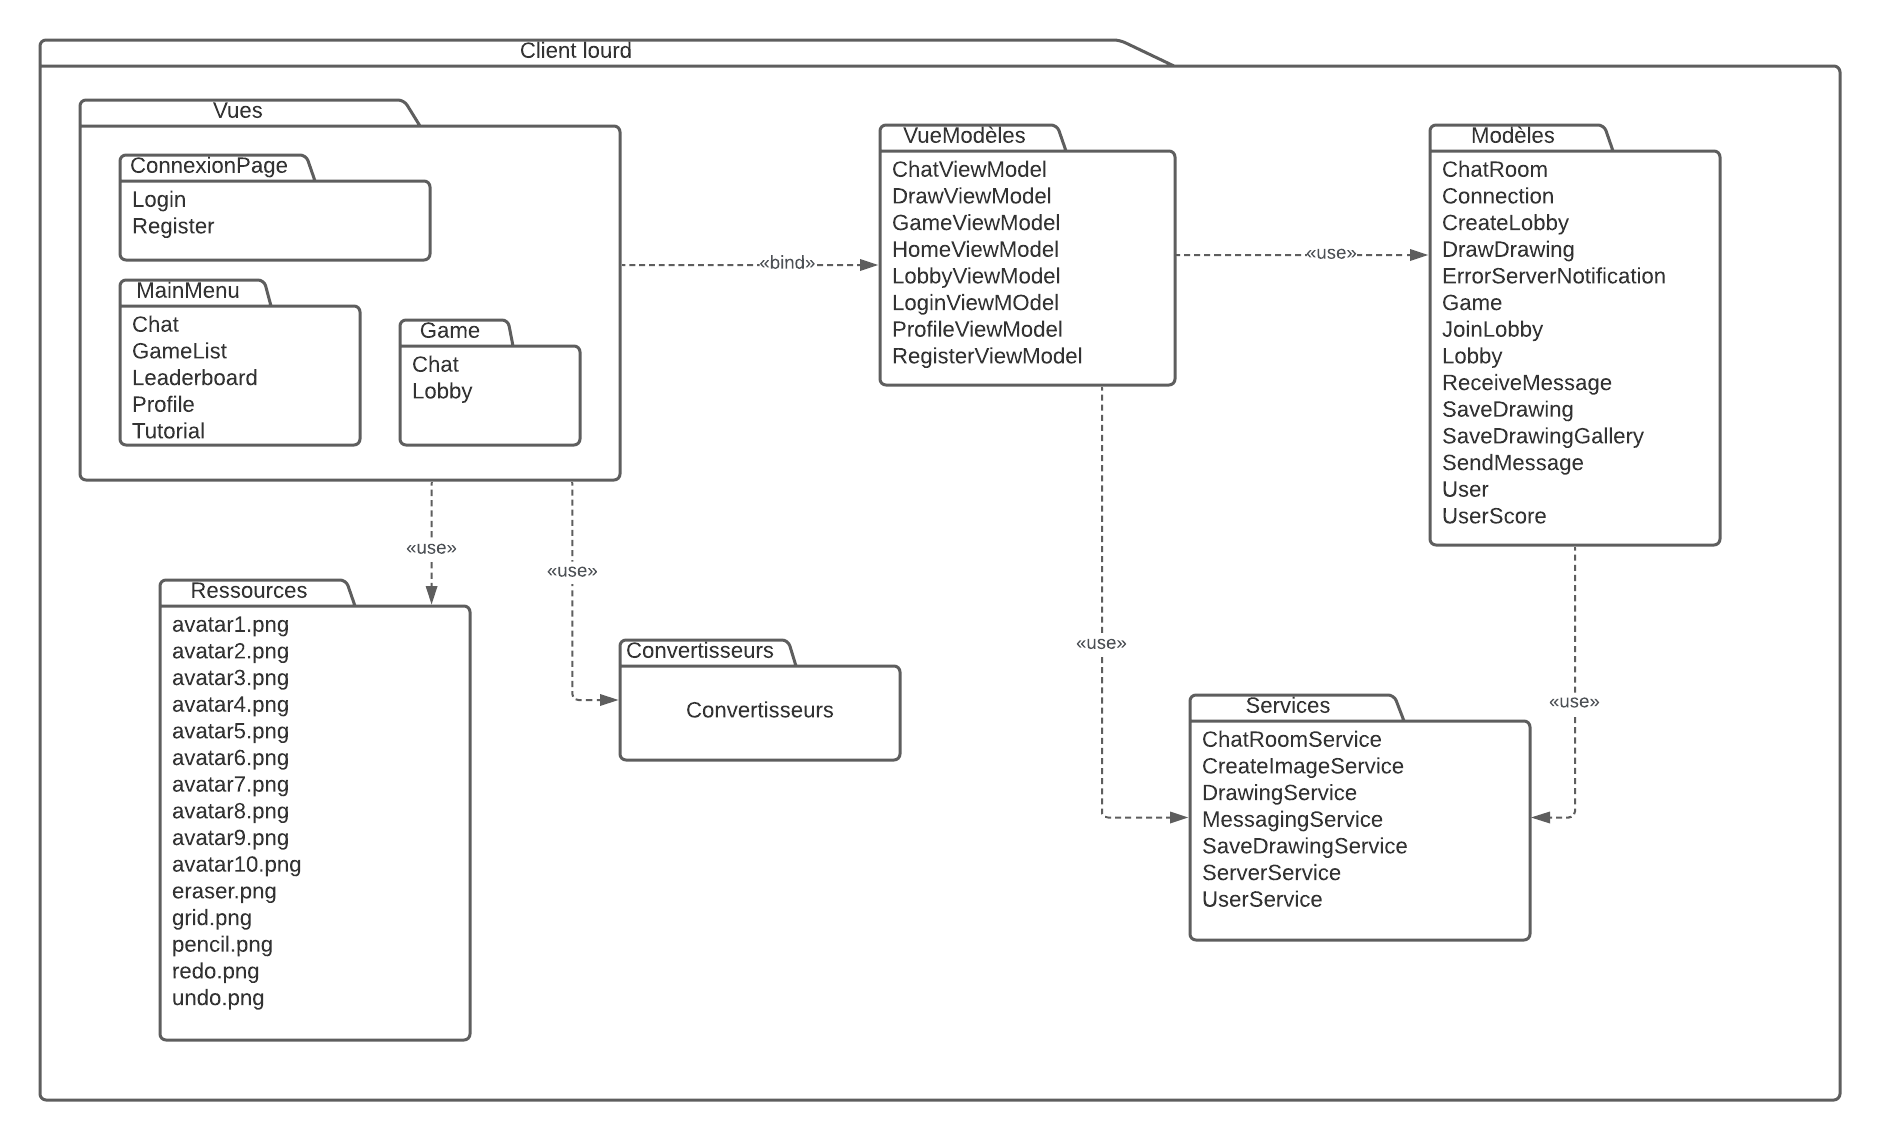 Client lourd
Vues
ConnexionPage
Login
Register
MainMenu
Chat
GameList
Leaderboard
Profile
Tutorial
Game
Chat
Lobby
«bind»
VueModèles
ChatViewModel
DrawViewModel
GameViewModel
HomeViewModel
LobbyViewModel
LoginViewMOdel
ProfileViewModel
RegisterViewModel
«use»
Modèles
ChatRoom
Connection
CreateLobby
DrawDrawing
ErrorServerNotification
Game
JoinLobby
Lobby
ReceiveMessage
SaveDrawing
SaveDrawingGallery
SendMessage
User
UserScore
«use»
«use»
Ressources
avatar1.png
avatar2.png
avatar3.png
avatar4.png
avatar5.png
avatar6.png
avatar7.png
avatar8.png
avatar9.png
avatar10.png
eraser.png
grid.png
pencil.png
redo.png
undo.png
Convertisseurs
Convertisseurs
«use»
«use»
Services
ChatRoomService
CreateImageService
DrawingService
MessagingService
SaveDrawingService
ServerService
UserService